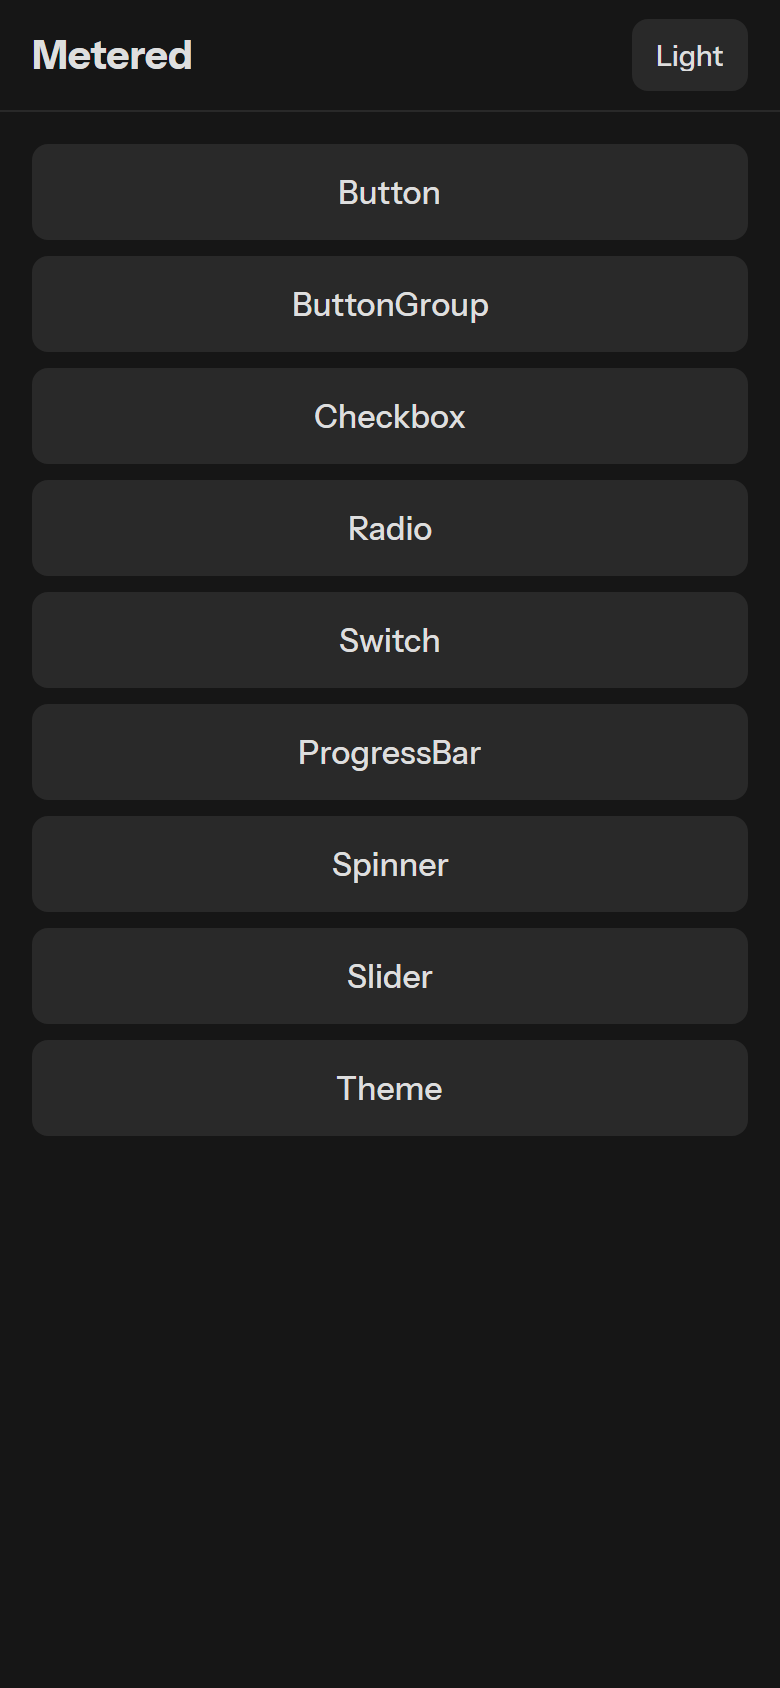 Metered
Light
Button
ButtonGroup
Checkbox
Radio
Switch
ProgressBar
Spinner
Slider
Theme